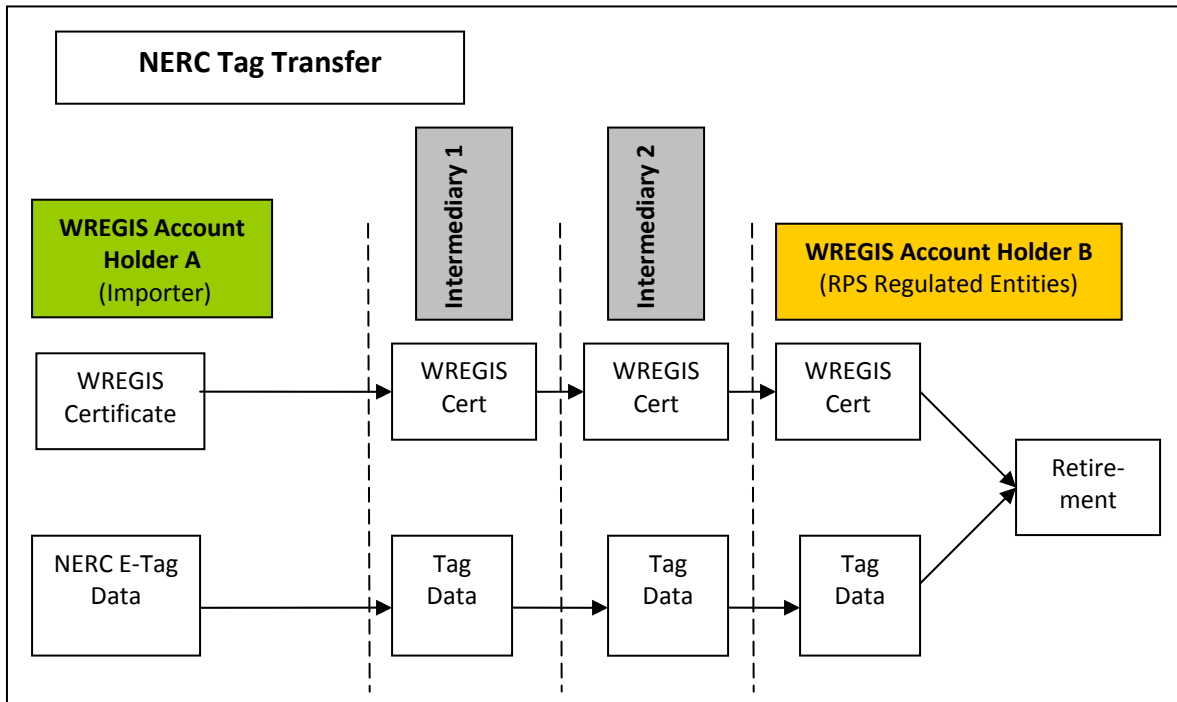 NERC Tag Transfer
Intermediary 1
Intermediary 2
WREGIS Account
Holder A
(Importer)
WREGIS Account Holder B
(RPS Regulated Entities)
WREGIS
Certificate
WREGIS
Cert
WREGIS
Cert
WREGIS
Cert
Retire-
ment
NERC E-Tag
Data
Tag
Data
Tag
Data
Tag
Data